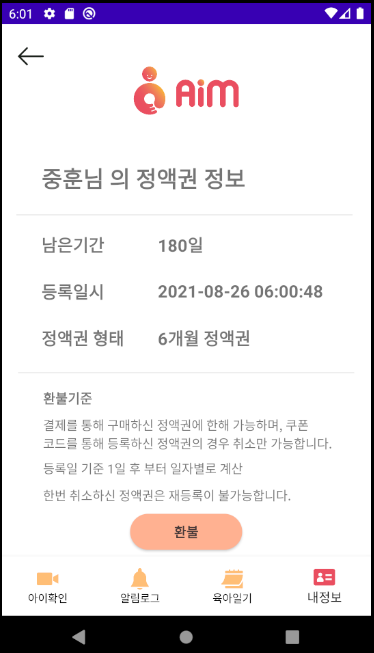 6:01
AiM
중훈님 의 정액권 정보
남은기간 180일
등록일시 2021-08-26 06:00:48
정액권 형태 6개월 정액권
환불기준
결제를 통해 구매하신 정액권에 한해 가능하며, 쿠폰
코드를 통해 등록하신 정액권의 경우 취소만 가능합니다.
등록일 기준 1일 후 부터 일자별로 계산
한번 취소하신 정액권은 재등록이 불가능합니다.
환불
아이확인 알림로그 육아일기 내정보